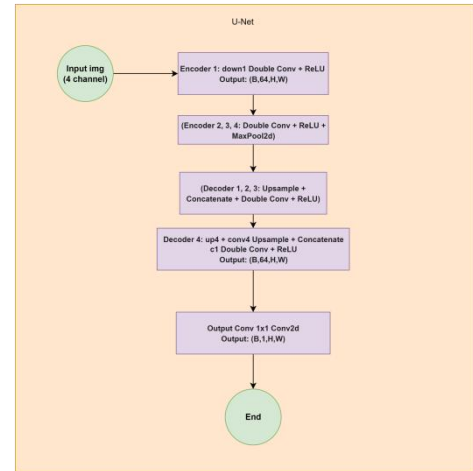 U-Net
Input img
(4 channel)
Encoder 1: down1 Double Conv + ReLU
Output: (B,64,H,W)
(Encoder 2, 3, 4: Double Conv + ReLU +
MaxPool2d)
(Decoder 1, 2, 3: Upsample +
Concatenate + Double Conv + ReLU)
Decoder 4: up4 + conv4 Upsample + Concatenate
c1 Double Conv + ReLU
Output: (B,64,H,W)
Output Conv 1x1 Conv2d
Output: (B,1,H,W)
End